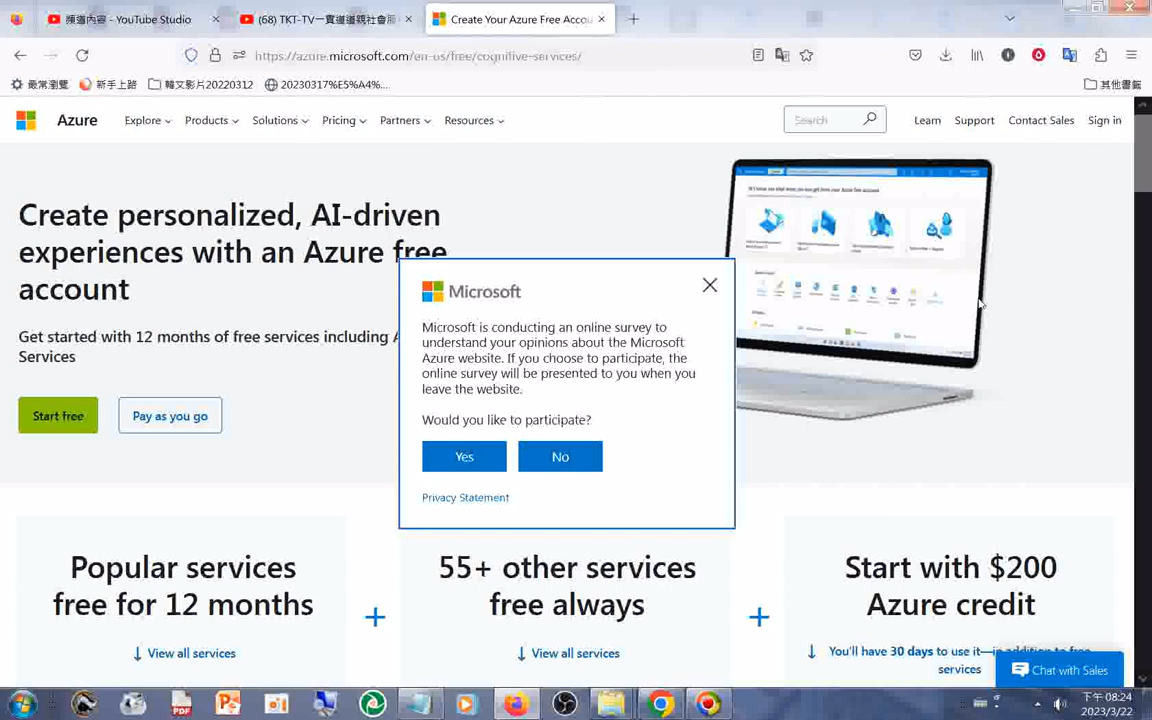 頻道內容 - YouTube Studio
(68) TKT-TV一貫道道親社會服
Create Your Azure Free Accou
https://azure.microsoft.com/en-us/free/cognitive-services/
最常瀏覽
新手上路
韓文影片20220312
20230317%E5%A4%...
其他書籤
Azure
Explore
Products
Solutions
Pricing
Partners
Resources
Search
Learn
Support
Contact Sales
Sign in
Create personalized, AI-driven
experiences with an Azure free
account
Get started with 12 months of free services including A
Services
Start free
Pay as you go
Microsoft
Microsoft is conducting an online survey to
understand your opinions about the Microsoft
Azure website. If you choose to participate, the
online survey will be presented to you when you
leave the website.
Would you like to participate?
Yes
No
Privacy Statement
Popular services
free for 12 months
View all services
+
55+ other services
free always
View all services
+
Start with $200
Azure credit
You'll have 30 days to use it—in addition to free
services
Chat with Sales
PDF
下午 08:24
2023/3/22